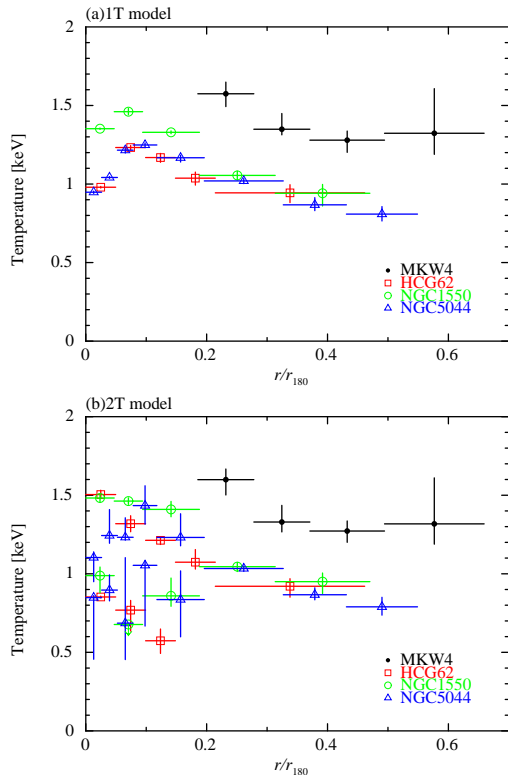 (a)1T model
2
1.5
1
0.5
0
Temperature [keV]
0
0.2
0.4
0.6
r/r180
MKW4
HCG62
NGC1550
NGC5044
(b)2T model
2
1.5
1
0.5
0
Temperature [keV]
0
0.2
0.4
0.6
r/r180
MKW4
HCG62
NGC1550
NGC5044